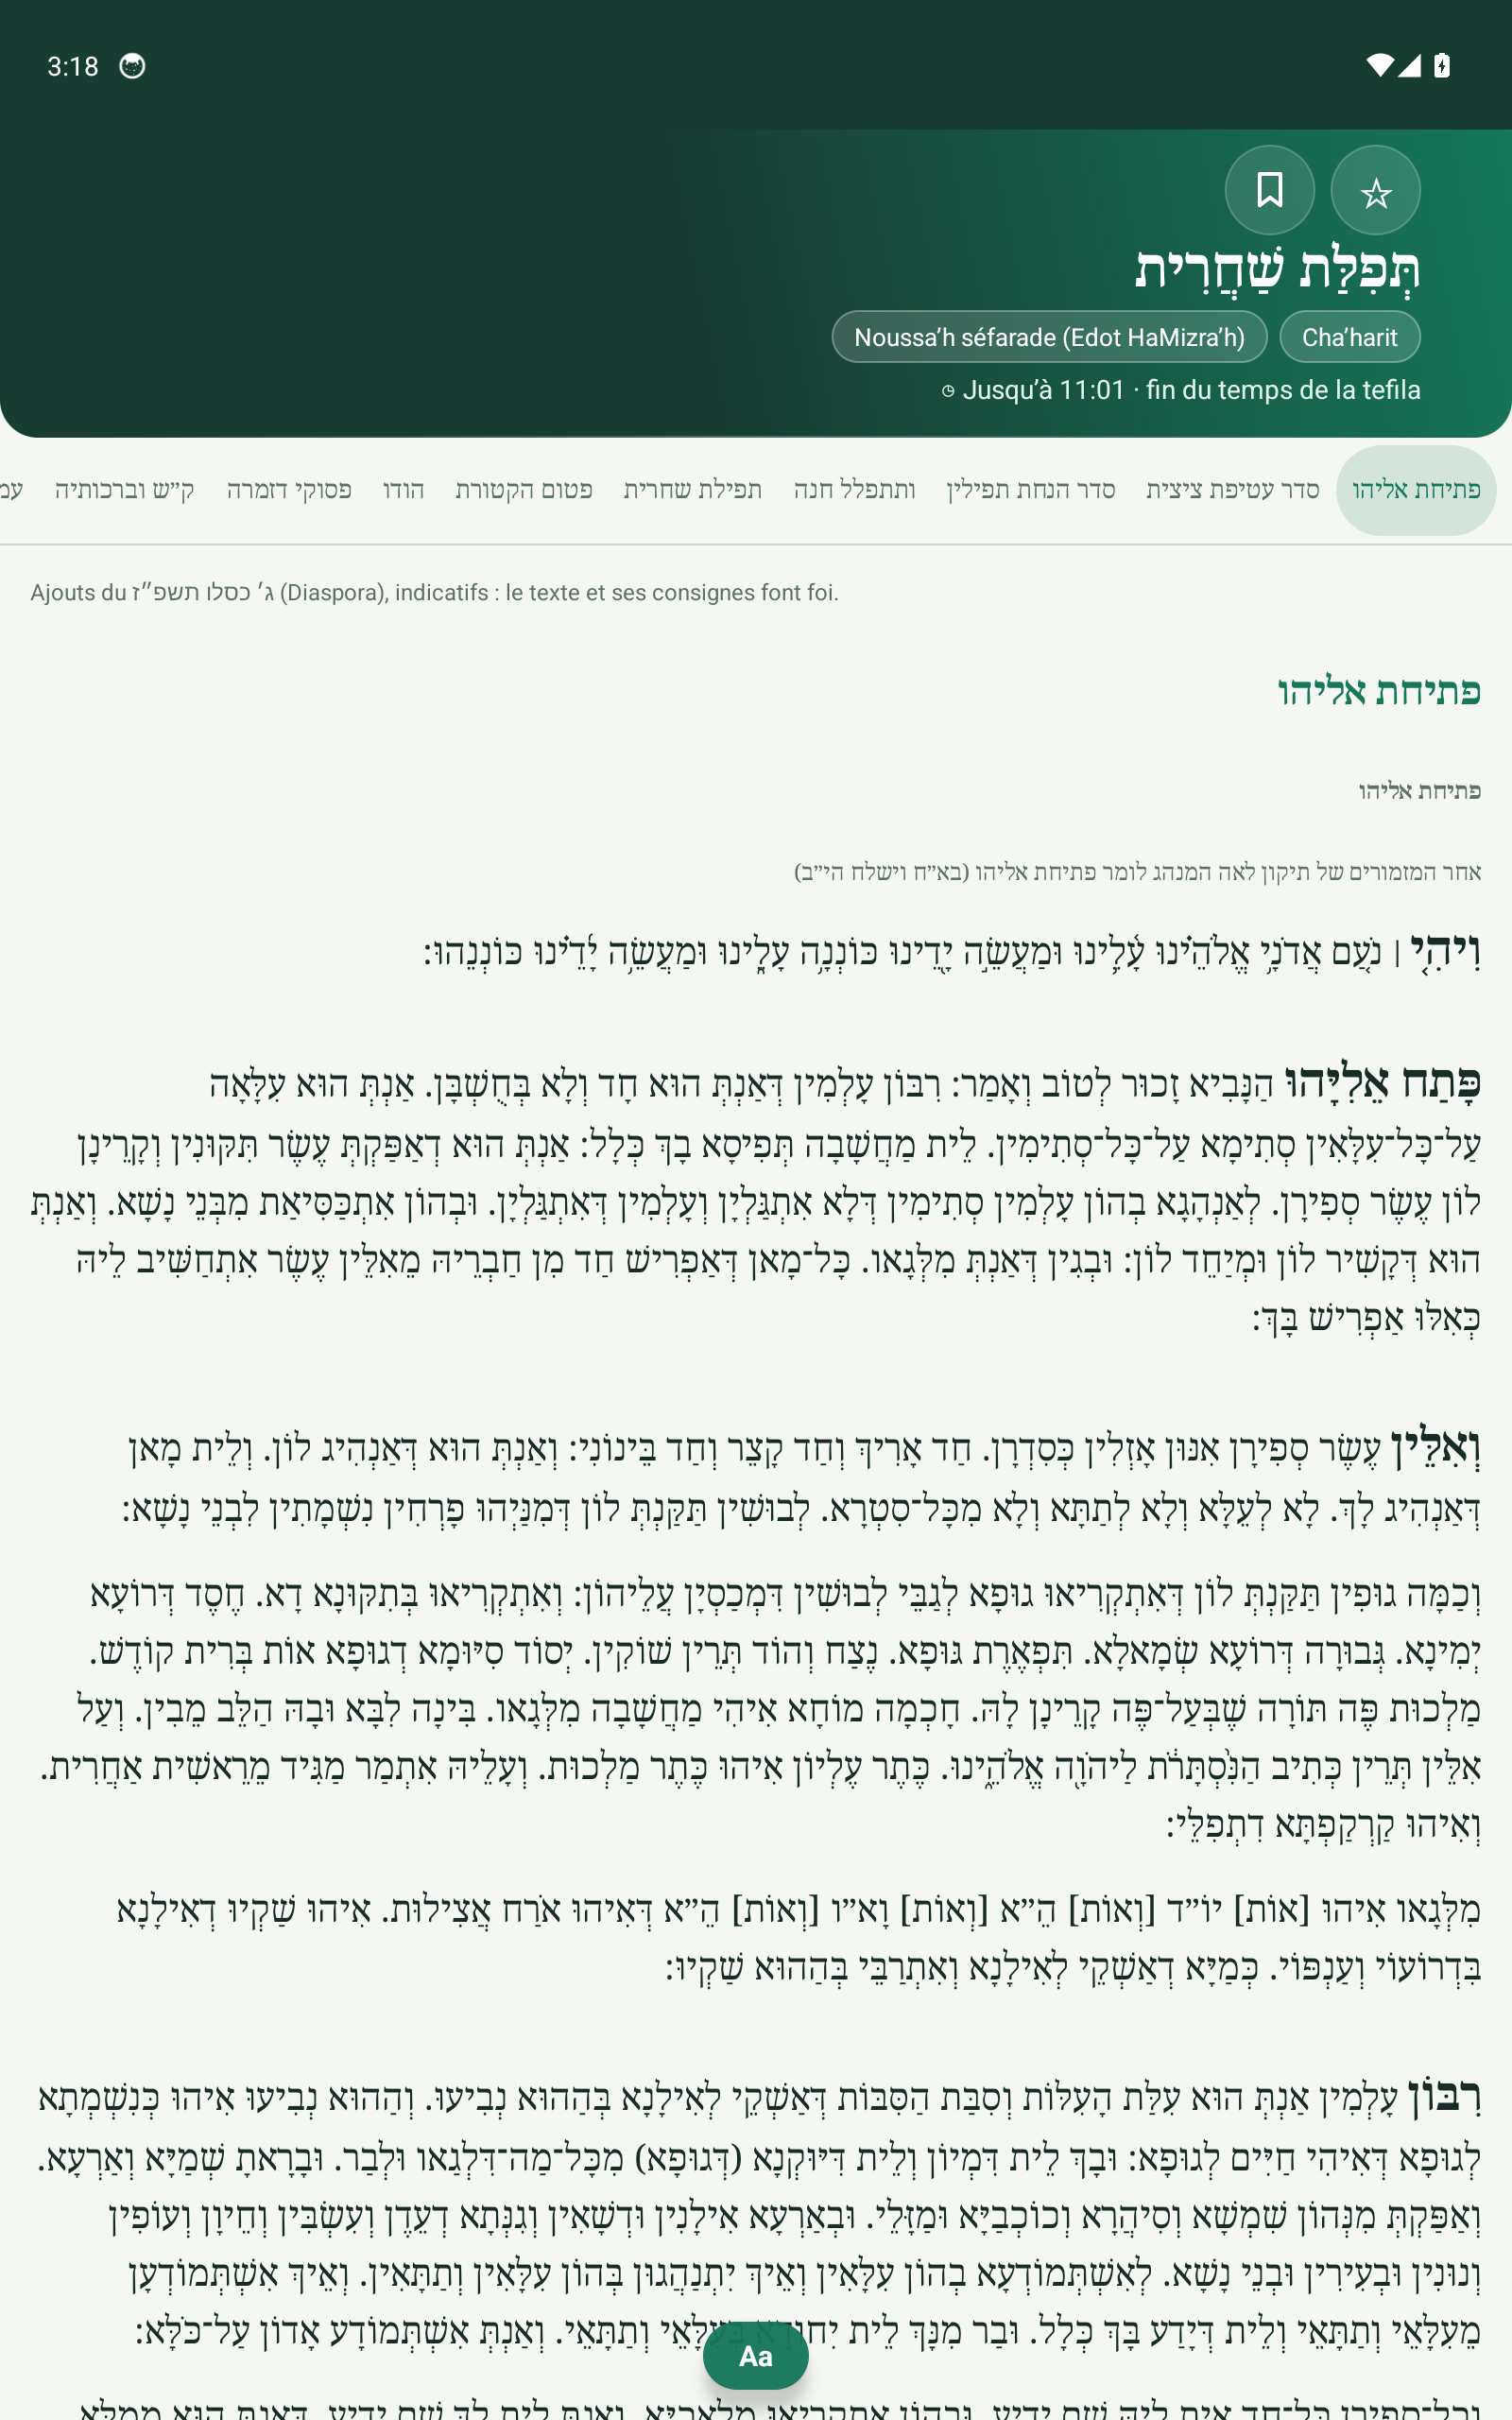 3:18
תְּפִלַּת שַׁחֲרִית
Cha’harit
Noussa’h séfarade (Edot HaMizra’h)
Jusqu’à 11:01 · fin du temps de la tefila
פתיחת אליהו
סדר עטיפת ציצית
סדר הנחת תפילין
ותתפלל חנה
תפילת שחרית
פטום הקטורת
הודו
פסוקי דזמרה
ק״ש וברכותיה
Ajouts du ג׳ כסלו תשפ״ז (Diaspora), indicatifs : le texte et ses consignes font foi.
פתיחת אליהו
פתיחת אליהו
אחר המזמורים של תיקון לאה המנהג לומר פתיחת אליהו (בא״ח וישלח הי״ב)
וִיהִ֤י ׀ נֹ֤עַם אֲדֹנָ֥י אֱלֹהֵ֗ינוּ עָ֫לֵ֥ינוּ וּמַעֲשֵׂ֣ה יָ֭דֵינוּ כּוֹנְנָ֥ה עָלֵ֑ינוּ וּמַעֲשֵׂ֥ה יָ֝דֵ֗ינוּ כּוֹנְנֵֽהוּ:
פָּתַח אֵלִיָּהוּ הַנָּבִיא זָכוּר לְטוֹב וְאָמַר: רִבּוֹן עָלְמִין דְּאַנְתְּ הוּא חָד וְלָא בְּחֻשְׁבָּן. אַנְתְּ הוּא עִלָּאָה
עַל־כָּל־עִלָּאִין סְתִימָא עַל־כָּל־סְתִימִין. לֵית מַחֲשָׁבָה תְּפִיסָא בָךְ כְּלָל: אַנְתְּ הוּא דְאַפַּקְתְּ עֶשֶׂר תִּקּוּנִין וְקָרֵינָן
לוֹן עֶשֶׂר סְפִירָן. לְאַנְהָגָא בְהוֹן עָלְמִין סְתִימִין דְּלָא אִתְגַּלְיָן וְעָלְמִין דְּאִתְגַּלְיָן. וּבְהוֹן אִתְכַּסִּיאַת מִבְּנֵי נָשָׁא. וְאַנְתְּ
הוּא דְּקָשִׁיר לוֹן וּמְיַחֵד לוֹן: וּבְגִין דְּאַנְתְּ מִלְּגָאו. כָּל־מָאן דְּאַפְרִישׁ חַד מִן חַבְרֵיהּ מֵאִלֵּין עֶשֶׂר אִתְחַשִּׁיב לֵיהּ
כְּאִלּוּ אַפְרִישׁ בָּךְ:
וְאִלֵּין עֶשֶׂר סְפִירָן אִנּוּן אָזְלִין כְּסִדְרָן. חַד אָרִיךְ וְחַד קָצֵר וְחַד בֵּינוֹנִי: וְאַנְתְּ הוּא דְּאַנְהִיג לוֹן. וְלֵית מָאן
דְּאַנְהִיג לָךְ. לָא לְעֵלָּא וְלָא לְתַתָּא וְלָא מִכָּל־סִטְרָא. לְבוּשִׁין תַּקַּנְתְּ לוֹן דְּמִנַּיְהוּ פָרְחִין נִשְׁמָתִין לִבְנֵי נָשָׁא:
וְכַמָּה גוּפִין תַּקַּנְתְּ לוֹן דְּאִתְקְרִיאוּ גוּפָא לְגַבֵּי לְבוּשִׁין דִּמְכַסְיָן עֲלֵיהוֹן: וְאִתְקְרִיאוּ בְּתִקּוּנָא דָא. חֶסֶד דְּרוֹעָא
יְמִינָא. גְּבוּרָה דְּרוֹעָא שְׂמָאלָא. תִּפְאֶרֶת גּוּפָא. נֶצַח וְהוֹד תְּרֵין שׁוֹקִין. יְסוֹד סִיּוּמָא דְגוּפָא אוֹת בְּרִית קוֹדֶשׁ.
מַלְכוּת פֶּה תּוֹרָה שֶׁבְּעַל־פֶּה קָרֵינָן לָהּ. חָכְמָה מוֹחָא אִיהִי מַחֲשָׁבָה מִלְּגָאו. בִּינָה לִבָּא וּבָהּ הַלֵּב מֵבִין. וְעַל
אִלֵּין תְּרֵין כְּתִיב הַנִּ֨סְתָּרֹ֔ת לַיהֹוָ֖ה אֱלֹהֵ֑ינוּ. כֶּתֶר עֶלְיוֹן אִיהוּ כֶּתֶר מַלְכוּת. וְעָלֵיהּ אִתְמַר מַגִּיד מֵרֵאשִׁית אַחֲרִית.
וְאִיהוּ קַרְקַפְתָּא דִתְפִלֵּי:
מִלְּגָאו אִיהוּ [אוֹת] יוֹ״ד [וְאוֹת] הֵ״א [וְאוֹת] וָא״ו [וְאוֹת] הֵ״א דְּאִיהוּ אֹרַח אֲצִילוּת. אִיהוּ שַׁקְיוּ דְאִילָנָא
בִּדְרוֹעוֹי וְעַנְפּוֹי. כְּמַיָּא דְאַשְׁקֵי לְאִילָנָא וְאִתְרַבֵּי בְּהַהוּא שַׁקְיוּ:
רִבּוֹן עָלְמִין אַנְתְּ הוּא עִלַּת הָעִלּוֹת וְסִבַּת הַסִּבּוֹת דְּאַשְׁקֵי לְאִילָנָא בְּהַהוּא נְבִיעוּ. וְהַהוּא נְבִיעוּ אִיהוּ כְּנִשְׁמְתָא
לְגוּפָא דְּאִיהִי חַיִּים לְגוּפָא: וּבָךְ לֵית דִּמְיוֹן וְלֵית דִּיּוּקְנָא (דְּגוּפָא) מִכָּל־מַה־דִּלְגַאו וּלְבַר. וּבָרָאתָ שְׁמַיָּא וְאַרְעָא.
וְאַפַּקְתְּ מִנְּהוֹן שִׁמְשָׁא וְסִיהֲרָא וְכוֹכְבַיָּא וּמַזָּלֵי. וּבְאַרְעָא אִילָנִין וּדְשָׁאִין וְגִנְּתָא דְעֵדֶן וְעִשְׂבִּין וְחֵיוָן וְעוֹפִין
וְנוּנִין וּבְעִירִין וּבְנֵי נָשָׁא. לְאִשְׁתְּמוֹדְעָא בְהוֹן עִלָּאִין וְאֵיךְ יִתְנַהֲגוּן בְּהוֹן עִלָּאִין וְתַתָּאִין. וְאֵיךְ אִשְׁתְּמוֹדְעָן
מֵעִלָּאֵי וְתַתָּאֵי וְלֵית דְּיָדַע בָּךְ כְּלָל. וּבַר מִנָּךְ לֵית וְתַתָּאֵי. וְאַנְתְּ אִשְׁתְּמוֹדָע אָדוֹן עַל־כֹּלָּא:
Aa